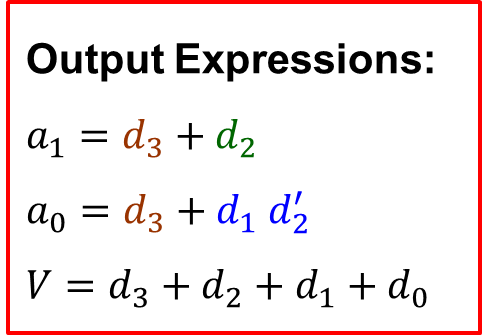 Output Expressions:
a₁ = d₃ + d₂
a₀ = d₃ + d₁ d₂′
V = d₃ + d₂ + d₁ + d₀